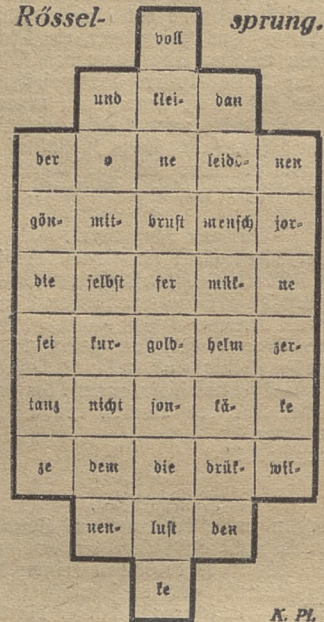 Rössel- sprung.
voll
und klei- dan
der o ne leids- nen
gön- mit- brust mensch jor-
die selbst fer mük- ne
sei kur- gold- helm zer-
tanz nicht son- kä- ke
ze dem die drük- wil-
nen- lust den
ke
K. Pl.